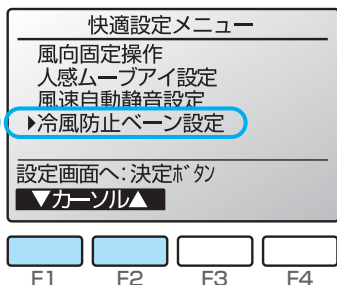 快適設定メニュー
風向固定操作
人感ムーブアイ設定
風速自動静音設定
▶冷風防止ベーン設定
設定画面へ:決定ボタン
▼カーソル▲
F1 F2 F3 F4